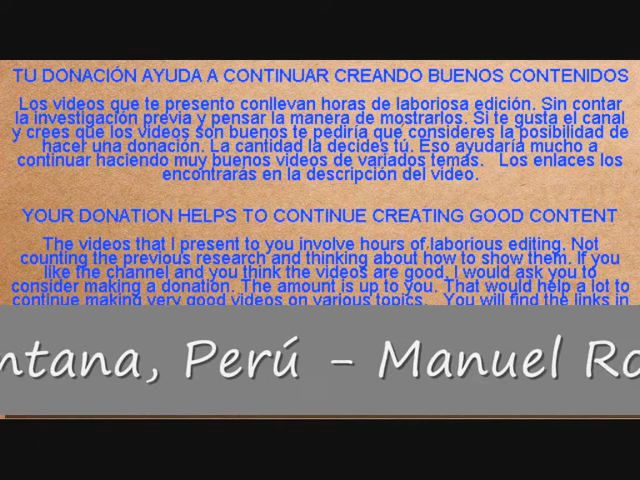 TU DONACIÓN AYUDA A CONTINUAR CREANDO BUENOS CONTENIDOS
Los videos que te presento conllevan horas de laboriosa edición. Sin contar
la investigación previa y pensar la manera de mostrarlos. Si te gusta el canal
y crees que los videos son buenos te pediría que consideres la posibilidad de
hacer una donación. La cantidad la decides tú. Eso ayudaría mucho a
continuar haciendo muy buenos videos de variados temas. Los enlaces los
encontrarás en la descripción del video.
YOUR DONATION HELPS TO CONTINUE CREATING GOOD CONTENT
The videos that I present to you involve hours of laborious editing. Not
counting the previous research and thinking about how to show them. If you
like the channel and you think the videos are good, I would ask you to
consider making a donation. The amount is up to you. That would help a lot to
continue making very good videos on various topics. You will find the links in
ntana, Perú - Manuel Ro